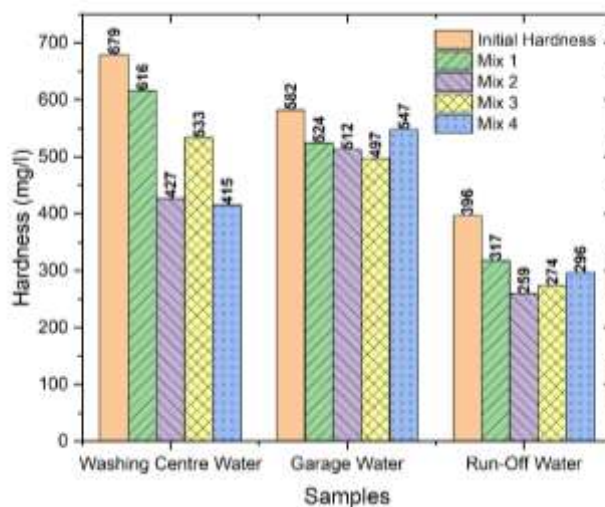 700
600
500
400
300
200
100
0
Hardness (mg/l)
679
616
427
533
415
582
524
512
497
547
396
317
259
274
296
Initial Hardness
Mix 1
Mix 2
Mix 3
Mix 4
Washing Centre Water Garage Water Run-Off Water
Samples